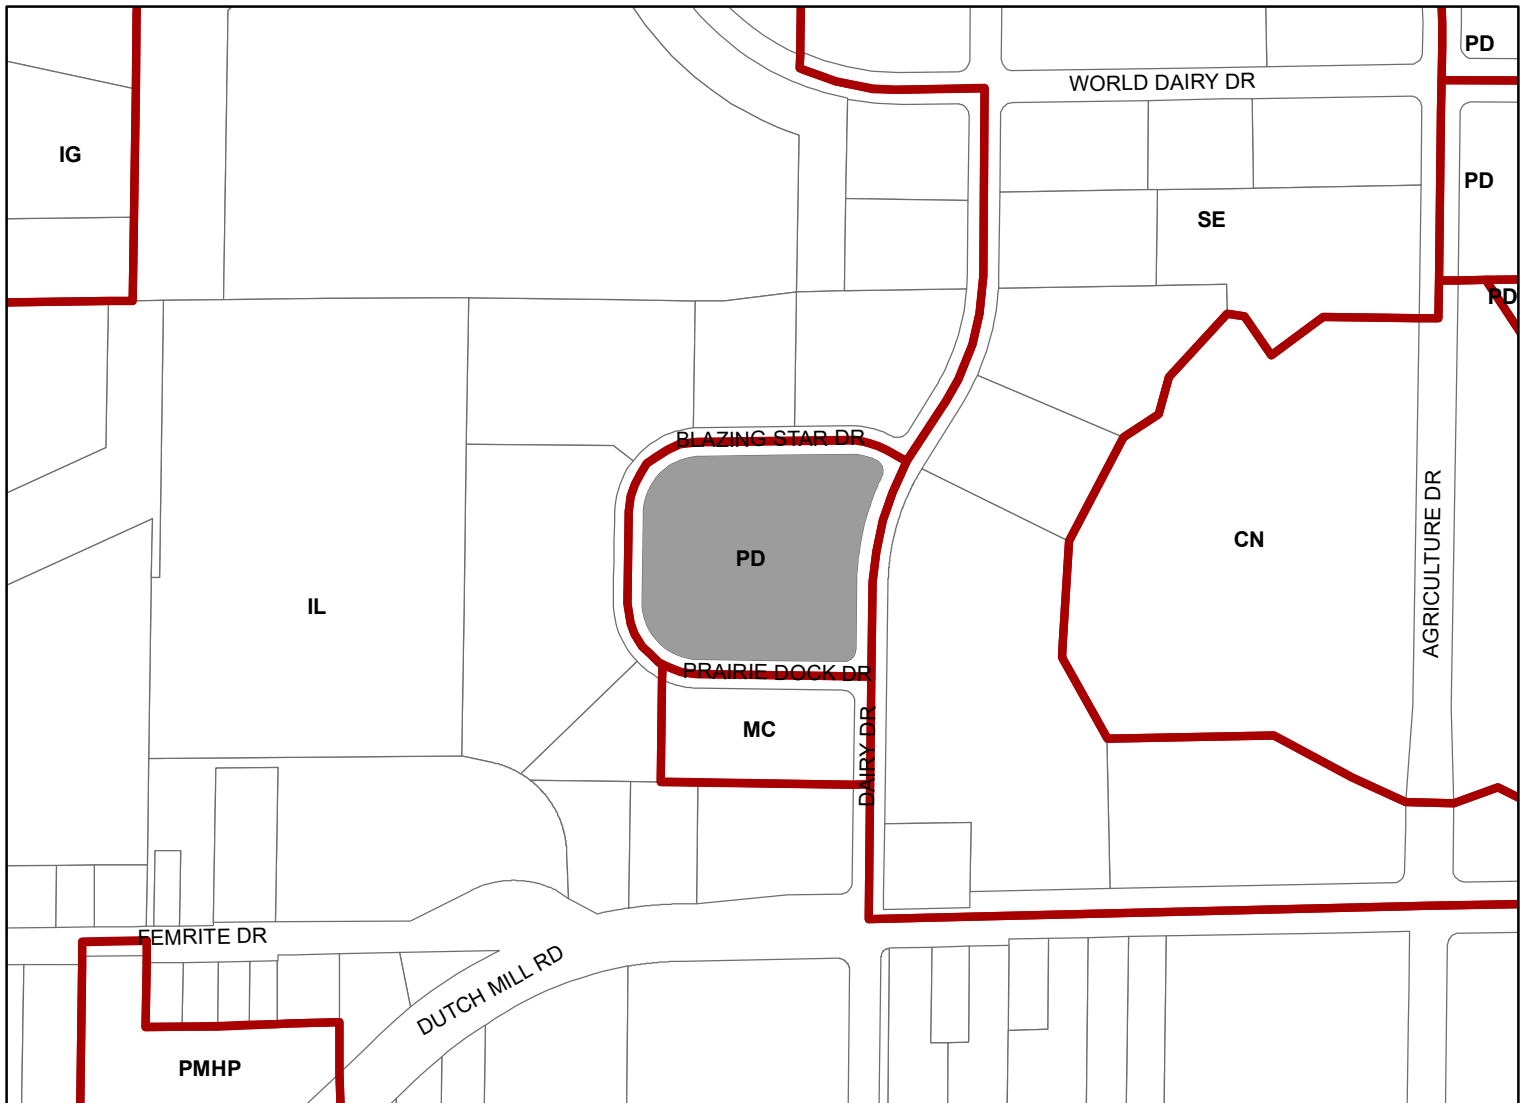 PD
WORLD DAIRY DR
IG
PD
SE
PD
BLAZING STAR DR
AGRICULTURE DR
CN
PD
IL
PRAIRIE DOCK DR
MC
DAIRY DR
FEMRITE DR
DUTCH MILL RD
PMHP